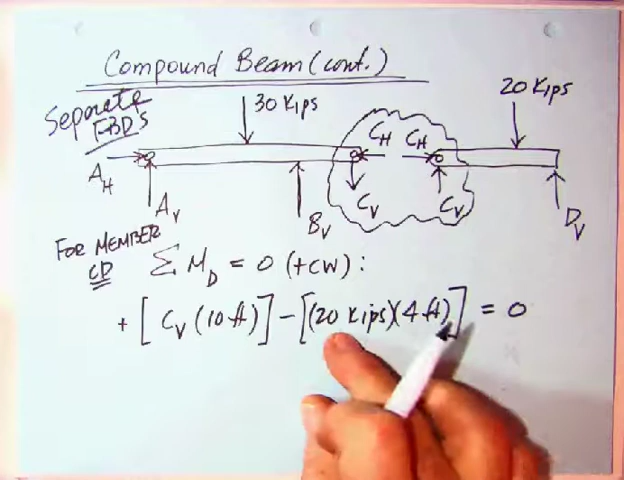 Compound Beam (cont.)
Separate
FBD's
30 Kips
20 Kips
C_H
C_H
A_H
A_V
B_V
C_V
C_V
D_V
FOR MEMBER
CD
Σ M_D = 0 (+CW):
+ [ C_V (10 ft) ] - [(20 Kips)(4 ft)] = 0